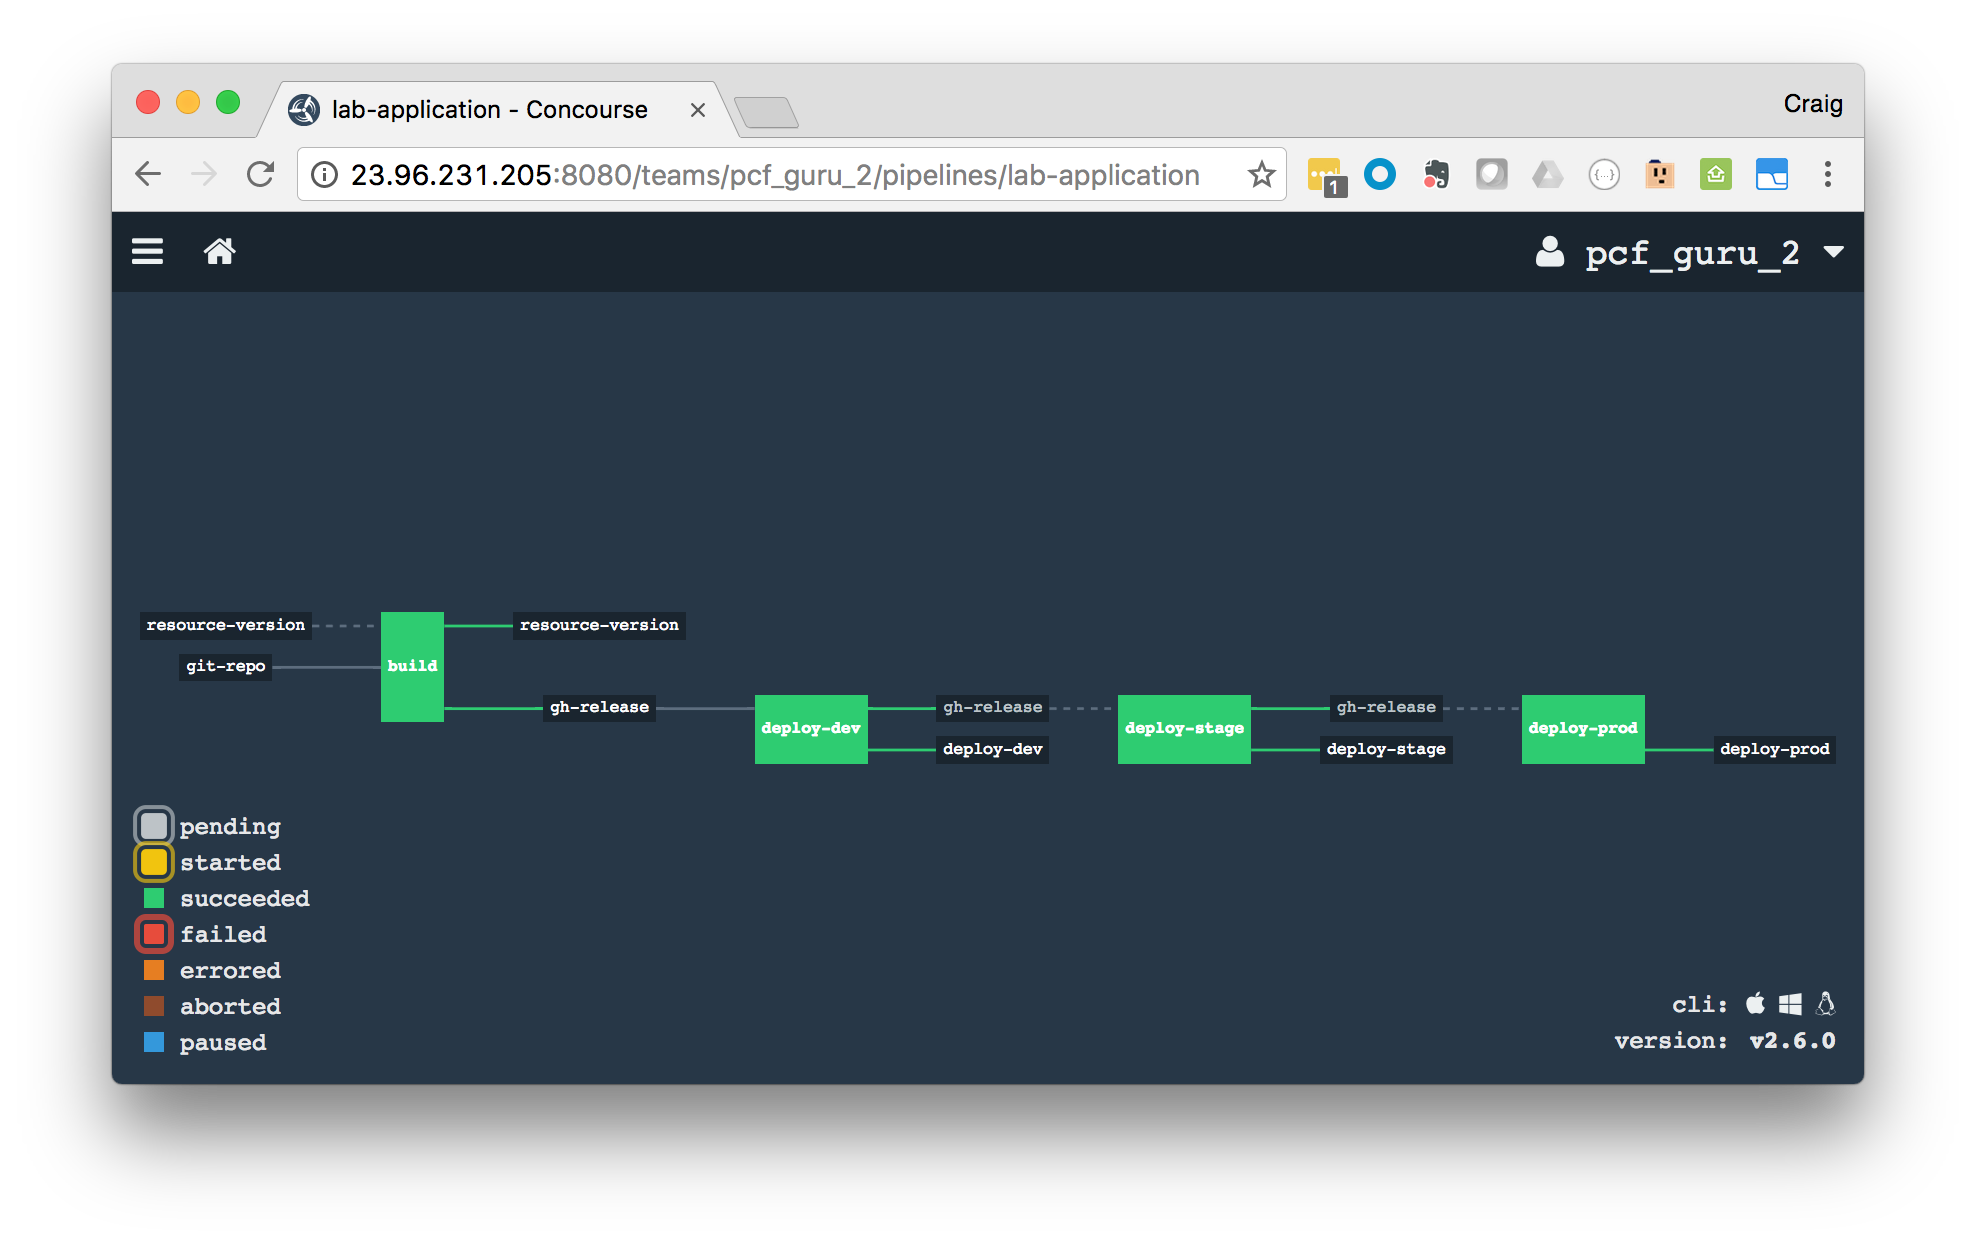 lab-application - Concourse
Craig
23.96.231.205:8080/teams/pcf_guru_2/pipelines/lab-application
1
{...}
pcf_guru_2
resource-version
resource-version
git-repo
build
gh-release
gh-release
gh-release
deploy-dev
deploy-stage
deploy-prod
deploy-dev
deploy-stage
deploy-prod
pending
started
succeeded
failed
errored
aborted
paused
cli:
version: v2.6.0